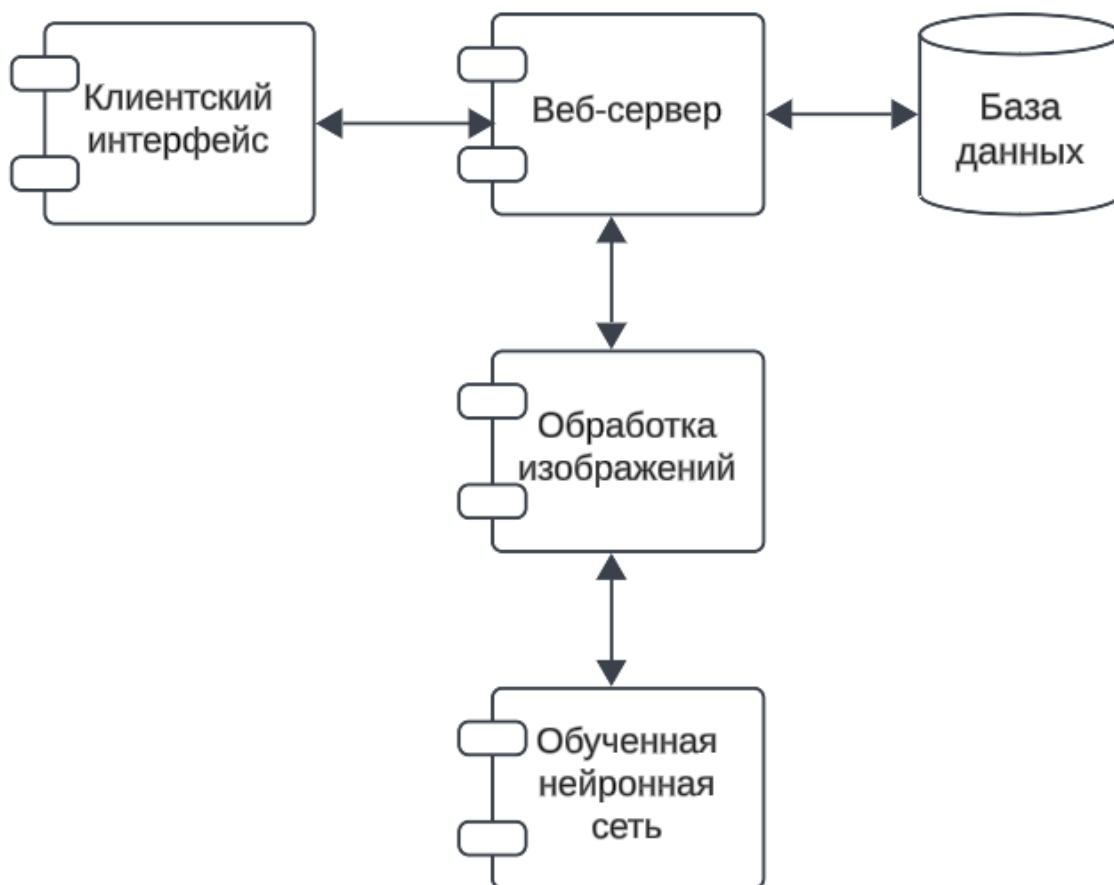 Клиентский
интерфейс
Веб-сервер
База
данных
Обработка
изображений
Обученная
нейронная
сеть